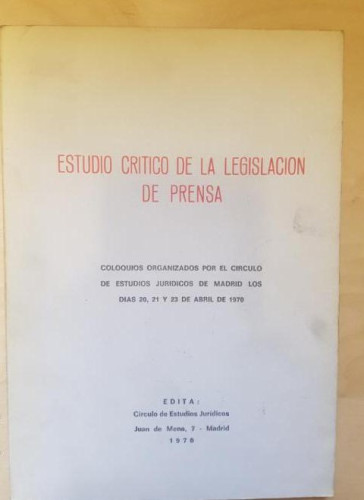 ESTUDIO CRITICO DE LA LEGISLACION
DE PRENSA
COLOQUIOS ORGANIZADOS POR EL CIRCULO
DE ESTUDIOS JURIDICOS DE MADRID LOS
DIAS 20, 21 Y 23 DE ABRIL DE 1970
EDITA:
Círculo de Estudios Jurídicos
Juan de Mena, 7 - Madrid
1970